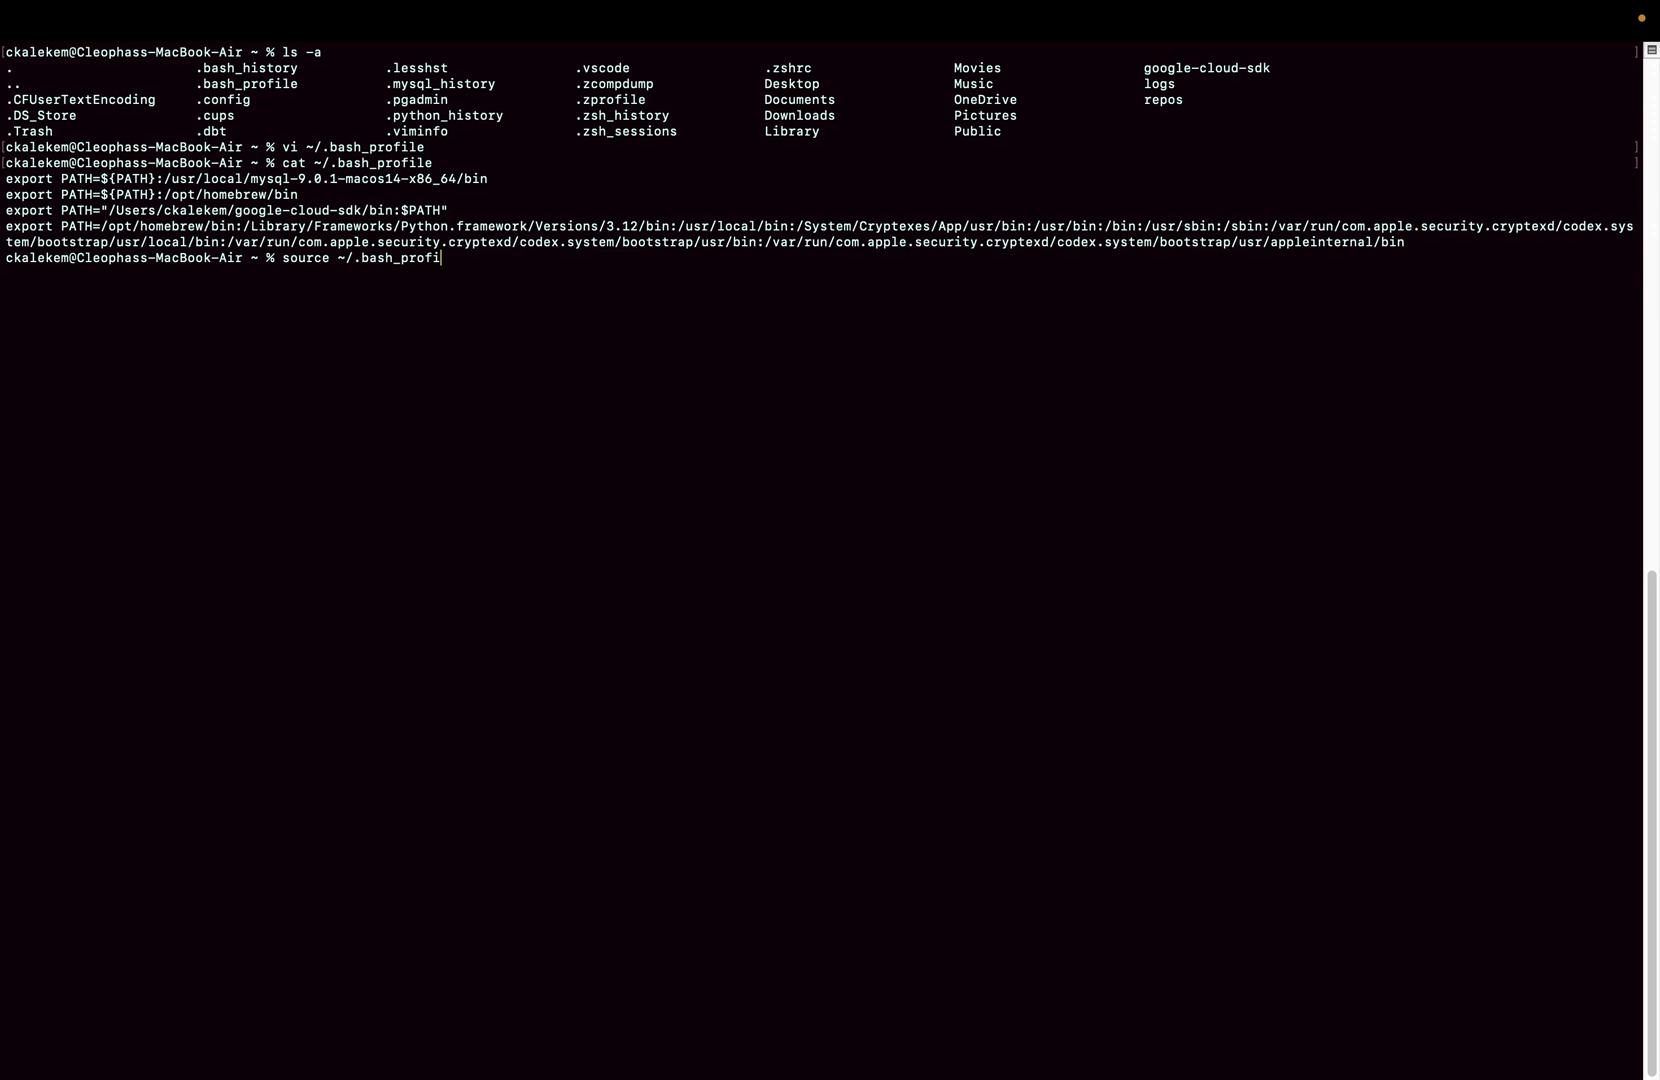 [ckalekem@Cleophass-MacBook-Air ~ % ls -a ]
. .bash_history .lesshst .vscode .zshrc Movies google-cloud-sdk
.. .bash_profile .mysql_history .zcompdump Desktop Music logs
.CFUserTextEncoding .config .pgadmin .zprofile Documents OneDrive repos
.DS_Store .cups .python_history .zsh_history Downloads Pictures
.Trash .dbt .viminfo .zsh_sessions Library Public
[ckalekem@Cleophass-MacBook-Air ~ % vi ~/.bash_profile ]
[ckalekem@Cleophass-MacBook-Air ~ % cat ~/.bash_profile ]
export PATH=${PATH}:/usr/local/mysql-9.0.1-macos14-x86_64/bin
export PATH=${PATH}:/opt/homebrew/bin
export PATH="/Users/ckalekem/google-cloud-sdk/bin:$PATH"
export PATH=/opt/homebrew/bin:/Library/Frameworks/Python.framework/Versions/3.12/bin:/usr/local/bin:/System/Cryptexes/App/usr/bin:/usr/bin:/bin:/usr/sbin:/sbin:/var/run/com.apple.security.cryptexd/codex.sys
tem/bootstrap/usr/local/bin:/var/run/com.apple.security.cryptexd/codex.system/bootstrap/usr/bin:/var/run/com.apple.security.cryptexd/codex.system/bootstrap/usr/appleinternal/bin
ckalekem@Cleophass-MacBook-Air ~ % source ~/.bash_profi